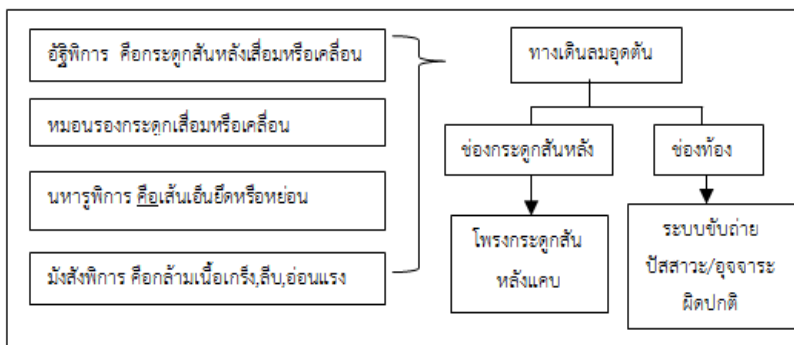 อัฐิพิการ คือกระดูกสันหลังเสื่อมหรือเคลื่อน
หมอนรองกระดูกเสื่อมหรือเคลื่อน
นหารูพิการ คือเส้นเอ็นยึดหรือหย่อน
มังสังพิการ คือกล้ามเนื้อเกร็ง,ลีบ,อ่อนแรง
ทางเดินลมอุดตัน
ช่องกระดูกสันหลัง
ช่องท้อง
โพรงกระดูกสัน
หลังแคบ
ระบบขับถ่าย
ปัสสาวะ/อุจจาระ
ผิดปกติ